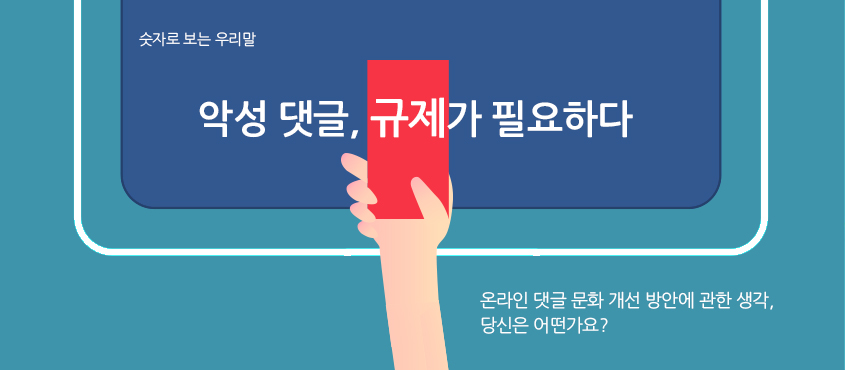 숫자로 보는 우리말
악성 댓글, 규제가 필요하다
온라인 댓글 문화 개선 방안에 관한 생각,
당신은 어떤가요?